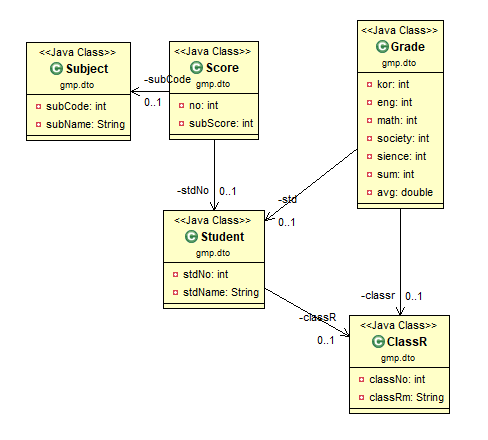 <<Java Class>>
Subject
gmp.dto
subCode: int
subName: String
-subCode
0..1
<<Java Class>>
Score
gmp.dto
no: int
subScore: int
<<Java Class>>
Grade
gmp.dto
kor: int
eng: int
math: int
society: int
sience: int
sum: int
avg: double
-stdNo
0..1
-std
0..1
<<Java Class>>
Student
gmp.dto
stdNo: int
stdName: String
-classR
0..1
-classr
0..1
<<Java Class>>
ClassR
gmp.dto
classNo: int
classRm: String